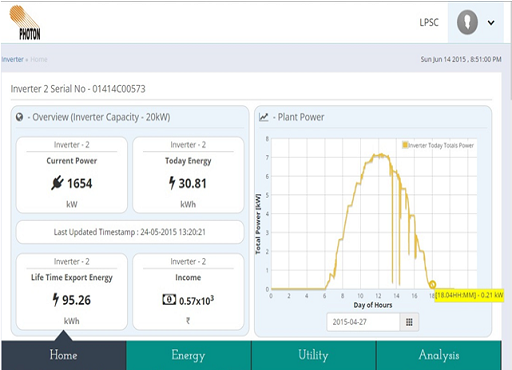 PHOTON
LPSC
Inverter » Home
Sun Jun 14 2015 , 8:51:00 PM
Inverter 2 Serial No - 01414C00573
- Overview (Inverter Capacity - 20kW)
Inverter - 2
Current Power
1654
kW
Inverter - 2
Today Energy
30.81
kWh
Last Updated Timestamp : 24-05-2015 13:20:21
Inverter - 2
Life Time Export Energy
95.26
kWh
Inverter - 2
Income
0.57x10³
₹
- Plant Power
Inverter Today Totals Power
Total Power (kW)
8
7
6
5
4
3
2
1
0
0 2 4 6 8 10 12 14 16 18
[18.04HH:MM] - 0.21 kW
Day of Hours
2015-04-27
Home
Energy
Utility
Analysis